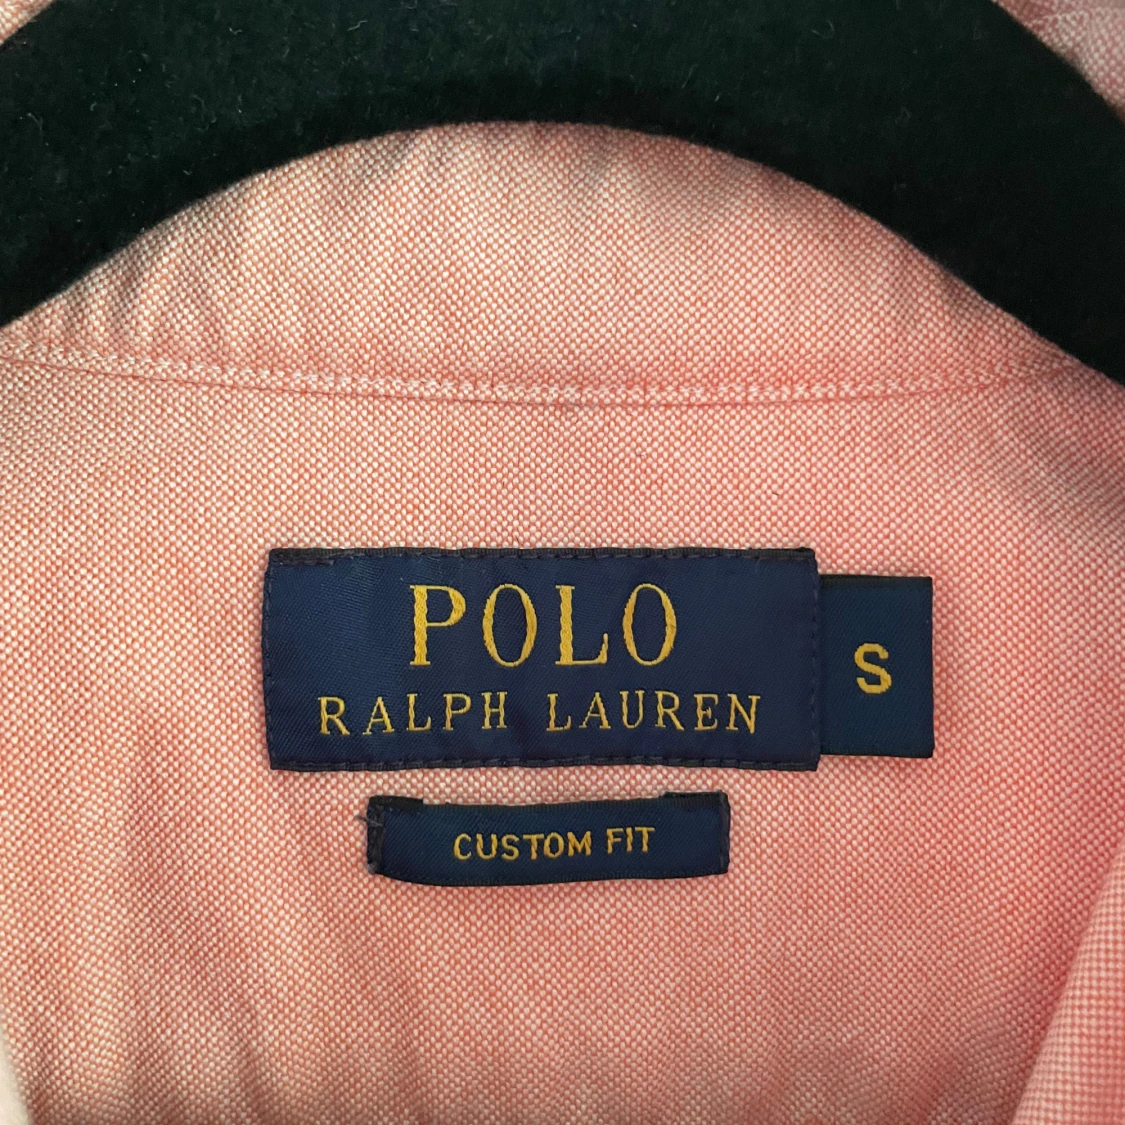 POLO
RALPH LAUREN
S
CUSTOM FIT